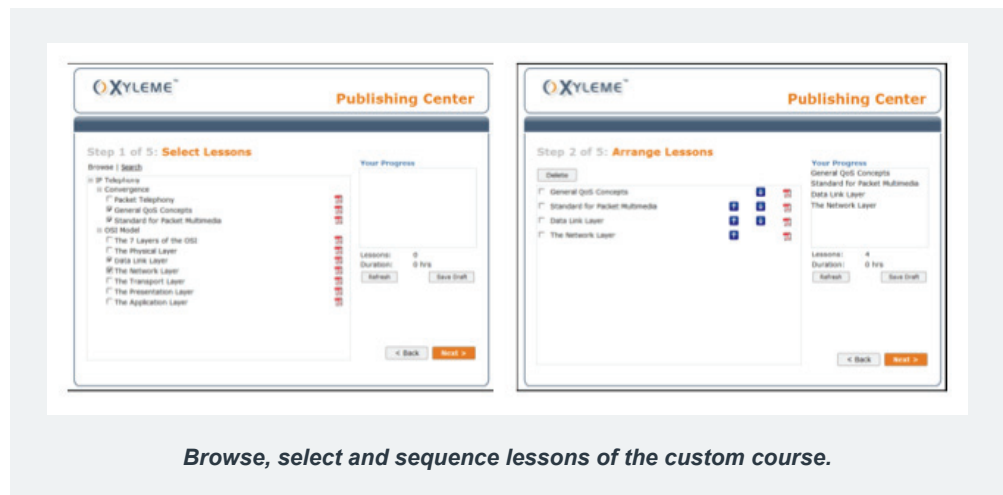 XYLEME™
Publishing Center
Step 1 of 5: Select Lessons
Browse | Search
IP Telephony
Convergence
Packet Telephony
General QoS Concepts
Standard for Packet Multimedia
OSI Model
The 7 Layers of the OSI
The Physical Layer
Data Link Layer
The Network Layer
The Transport Layer
The Presentation Layer
The Application Layer
Your Progress
Lessons: 0
Duration: 0 hrs
Refresh Save Draft
< Back Next >
XYLEME™
Publishing Center
Step 2 of 5: Arrange Lessons
Delete
General QoS Concepts
Standard for Packet Multimedia
Data Link Layer
The Network Layer
Your Progress
General QoS Concepts
Standard for Packet Multimedia
Data Link Layer
The Network Layer
Lessons: 4
Duration: 0 hrs
Refresh Save Draft
< Back Next >
Browse, select and sequence lessons of the custom course.